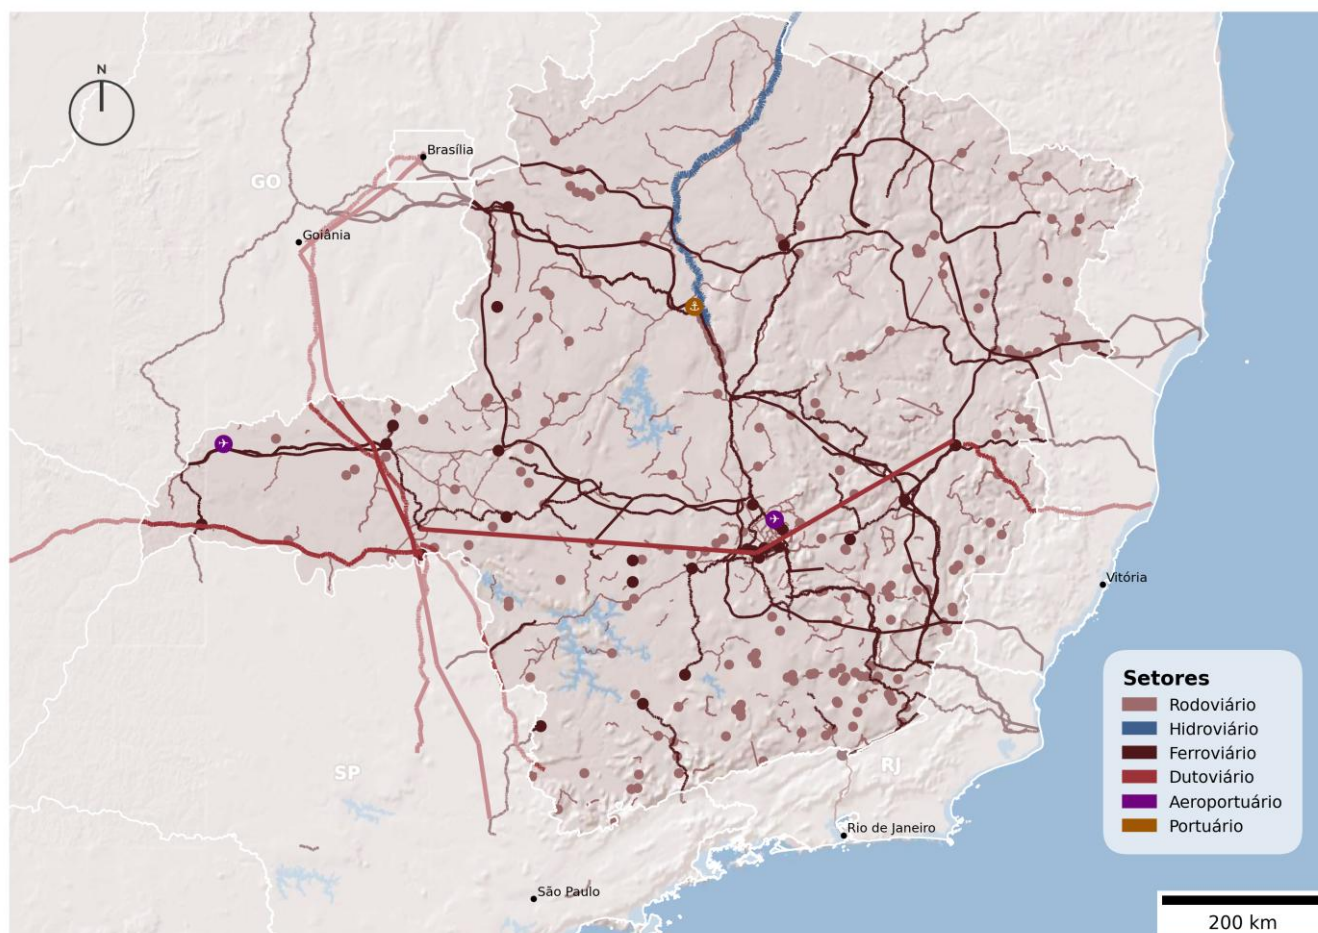 N
Brasília
GO
Goiânia
ES
Vitória
SP
RJ
Rio de Janeiro
São Paulo
Setores
Rodoviário
Hidroviário
Ferroviário
Dutoviário
Aeroportuário
Portuário
200 km